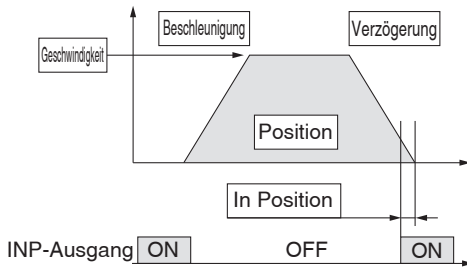 Beschleunigung
Verzögerung
Geschwindigkeit
Position
In Position
INP-Ausgang ON OFF ON